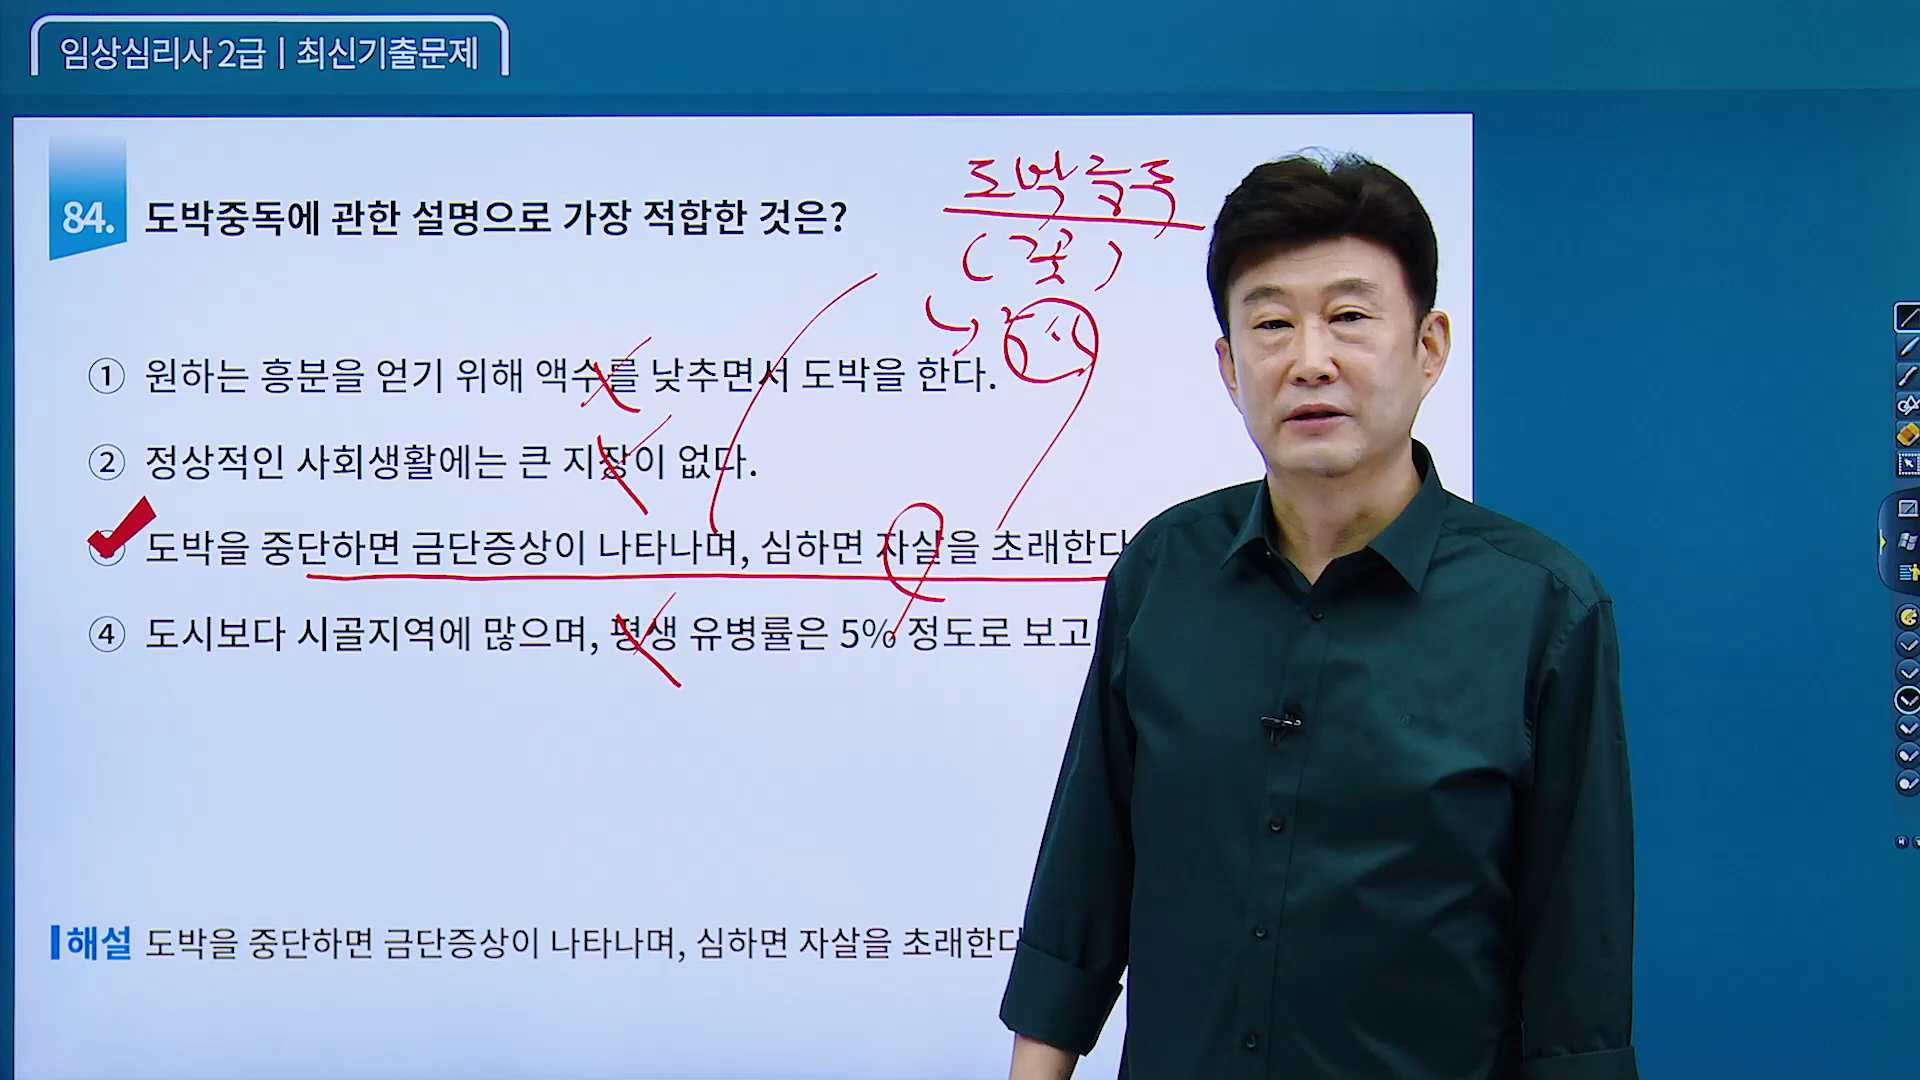 임상심리사 2급 | 최신기출문제
84. 도박중독에 관한 설명으로 가장 적합한 것은?
도박중독
(꽃)
① 원하는 흥분을 얻기 위해 액수를 낮추면서 도박을 한다.
② 정상적인 사회생활에는 큰 지장이 없다.
③ 도박을 중단하면 금단증상이 나타나며, 심하면 자살을 초래한다
④ 도시보다 시골지역에 많으며, 평생 유병률은 5% 정도로 보고
해설 도박을 중단하면 금단증상이 나타나며, 심하면 자살을 초래한다